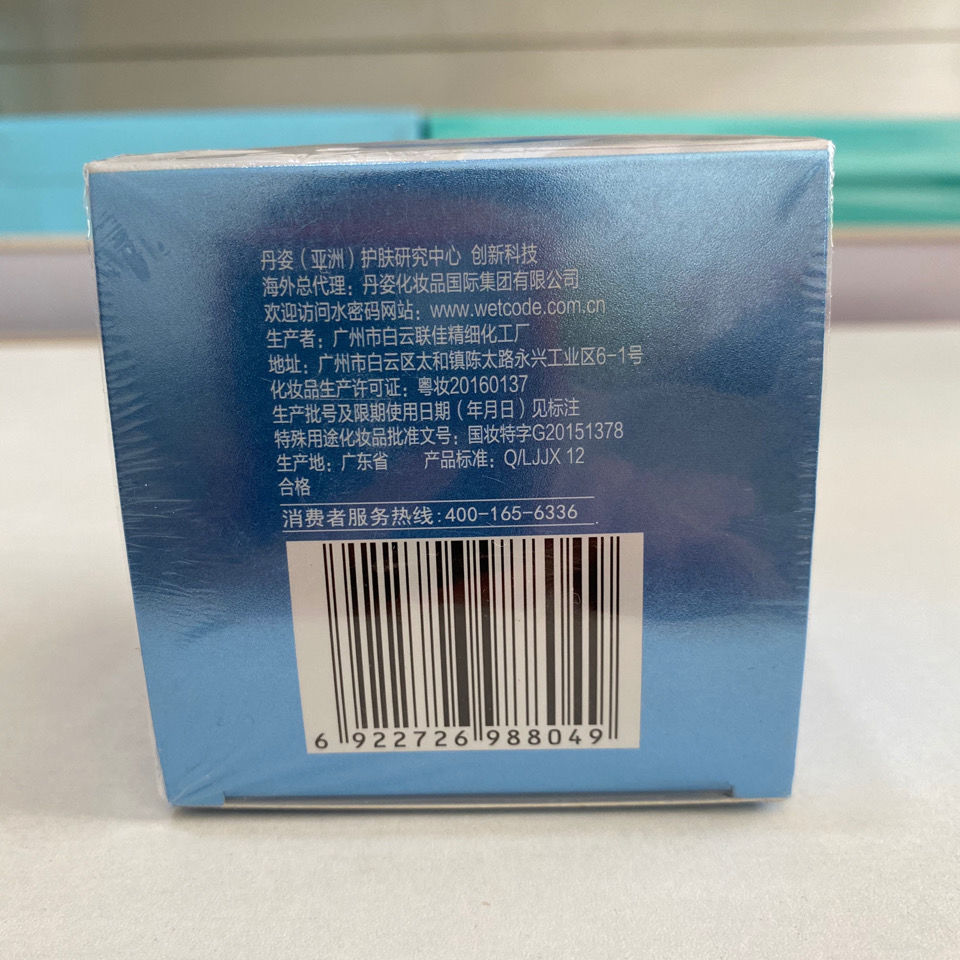 丹姿（亚洲）护肤研究中心 创新科技
海外总代理：丹姿化妆品国际集团有限公司
欢迎访问水密码网站：www.wetcode.com.cn
生产者：广州市白云联佳精细化工厂
地址：广州市白云区太和镇陈太路永兴工业区6-1号
化妆品生产许可证：粤妆20160137
生产批号及限期使用日期（年月日）见标注
特殊用途化妆品批准文号：国妆特字G20151378
生产地：广东省 产品标准：Q/LJJX 12
合格
消费者服务热线:400-165-6336
6 922726 988049